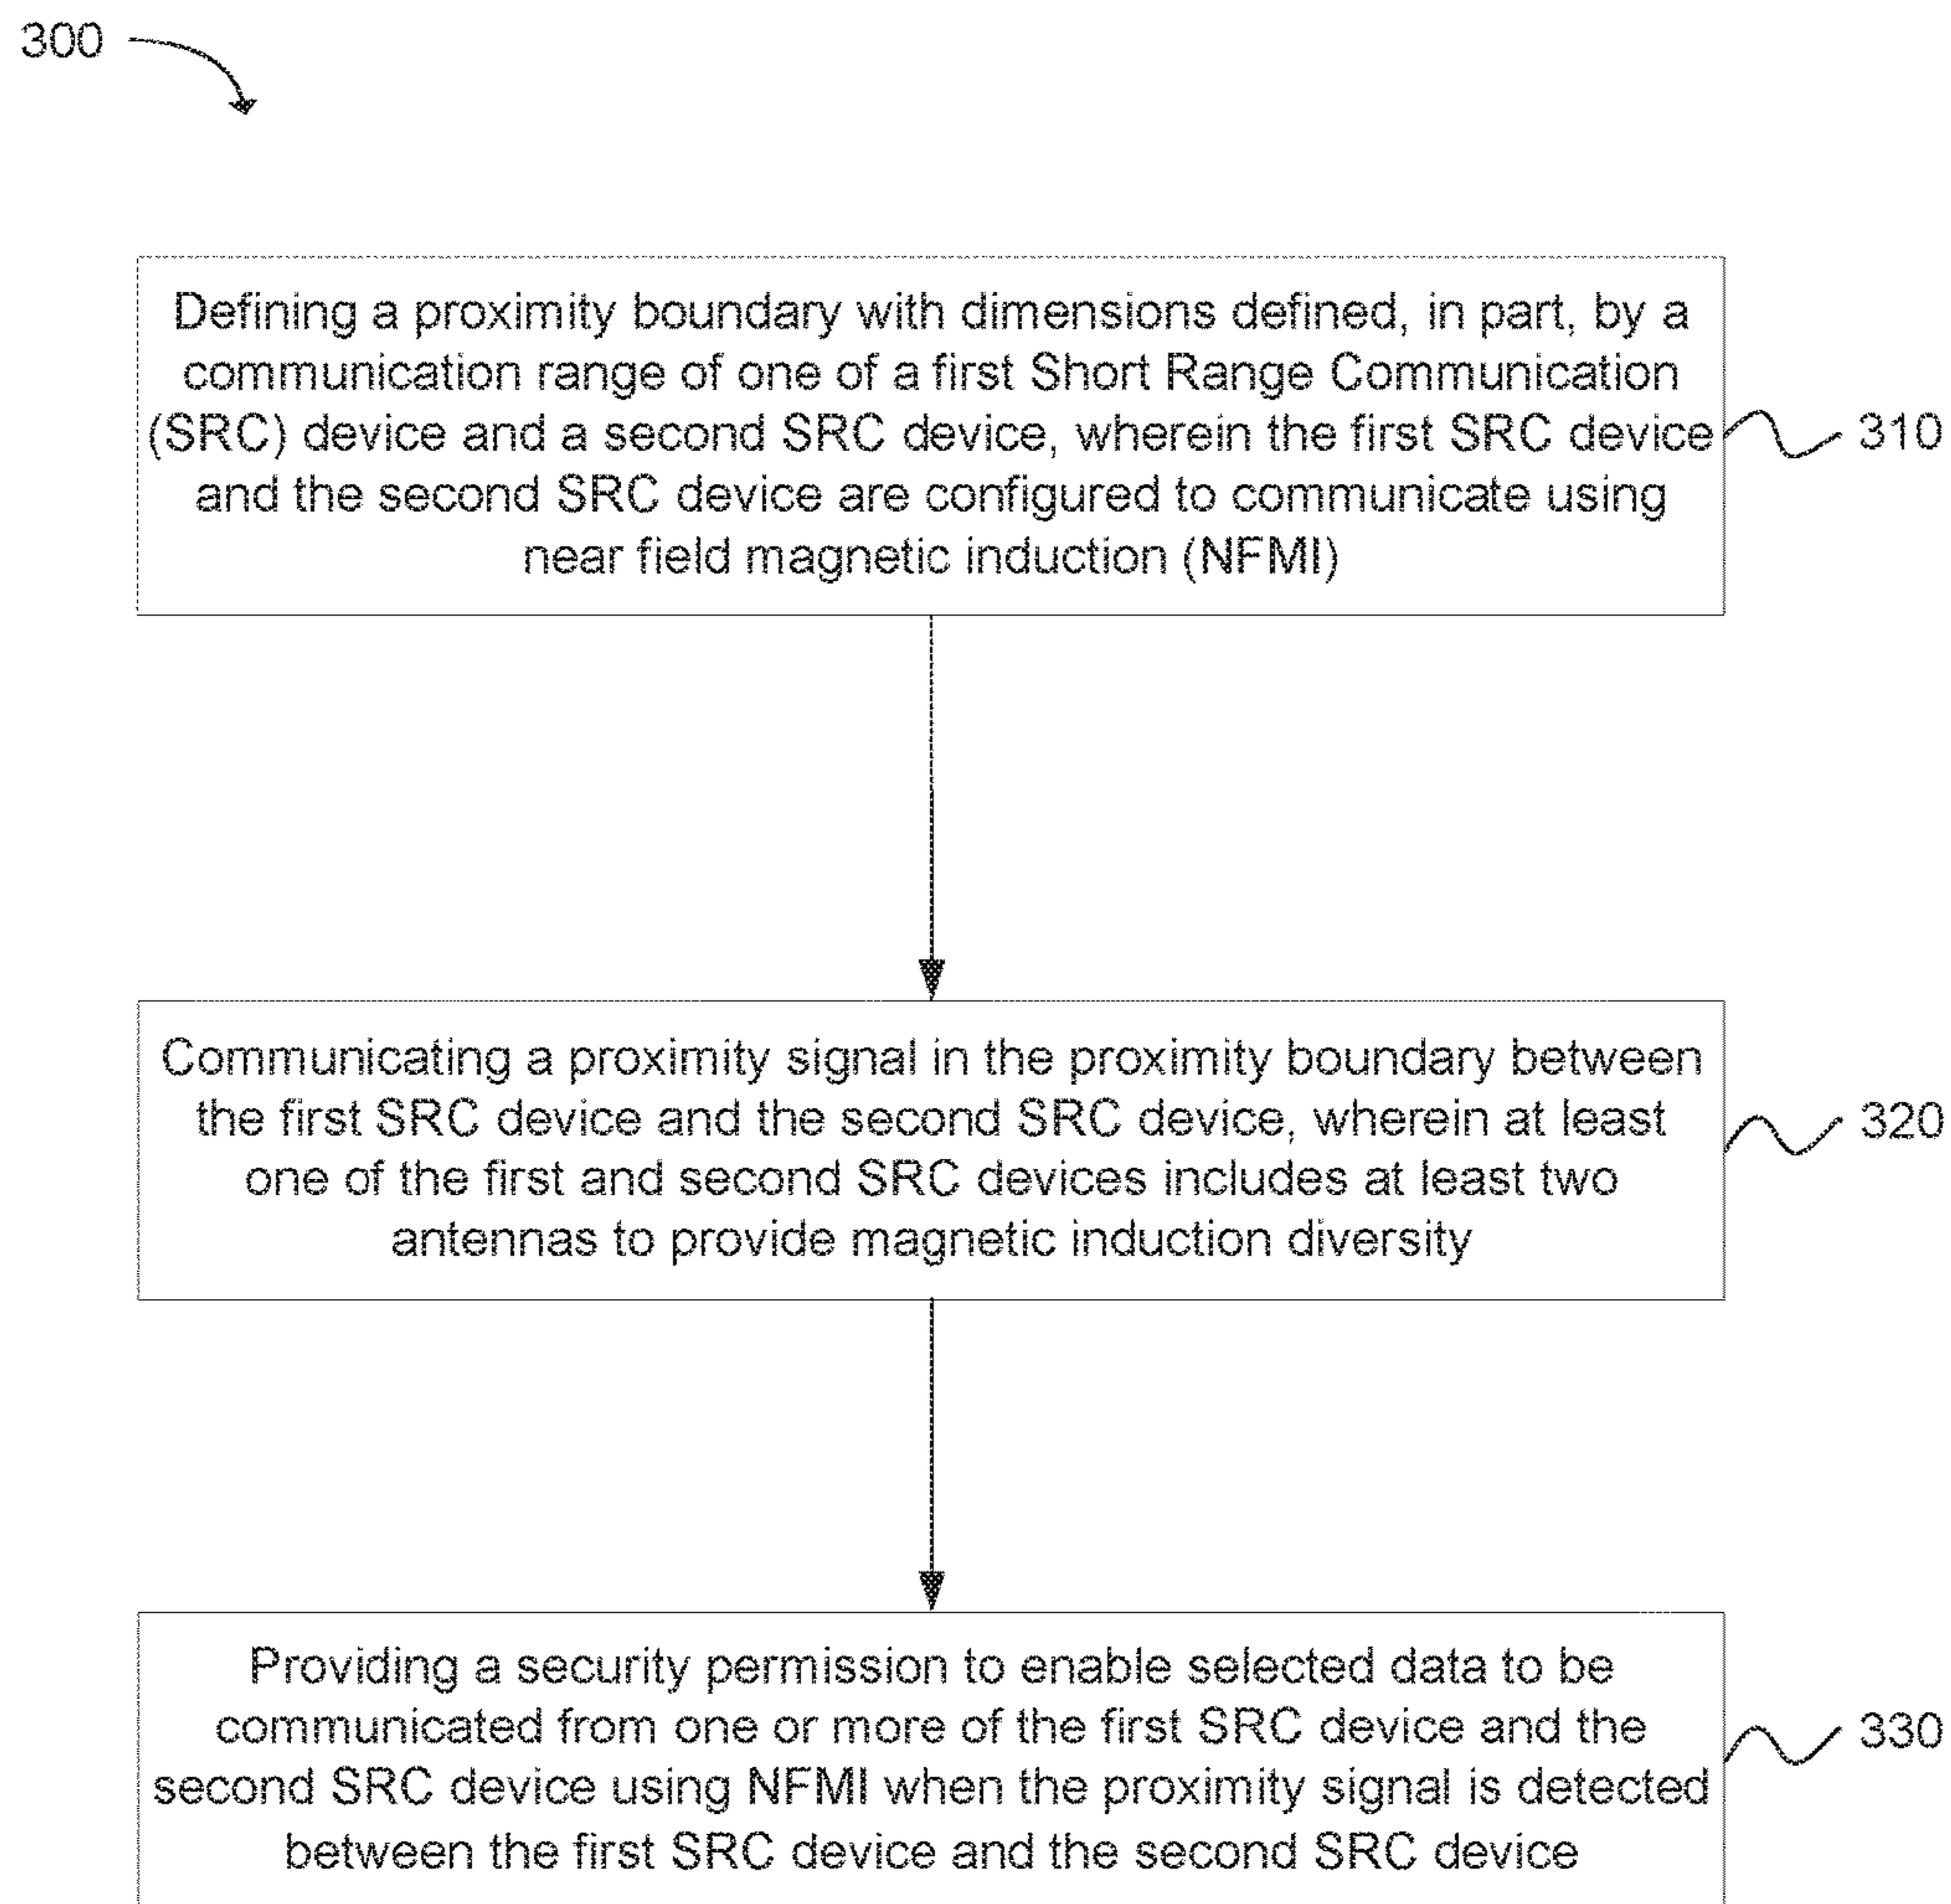 300
Defining a proximity boundary with dimensions defined, in part, by a
communication range of one of a first Short Range Communication
(SRC) device and a second SRC device, wherein the first SRC device
and the second SRC device are configured to communicate using
near field magnetic induction (NFMI)
310
Communicating a proximity signal in the proximity boundary between
the first SRC device and the second SRC device, wherein at least
one of the first and second SRC devices includes at least two
antennas to provide magnetic induction diversity
320
Providing a security permission to enable selected data to be
communicated from one or more of the first SRC device and the
second SRC device using NFMI when the proximity signal is detected
between the first SRC device and the second SRC device
330